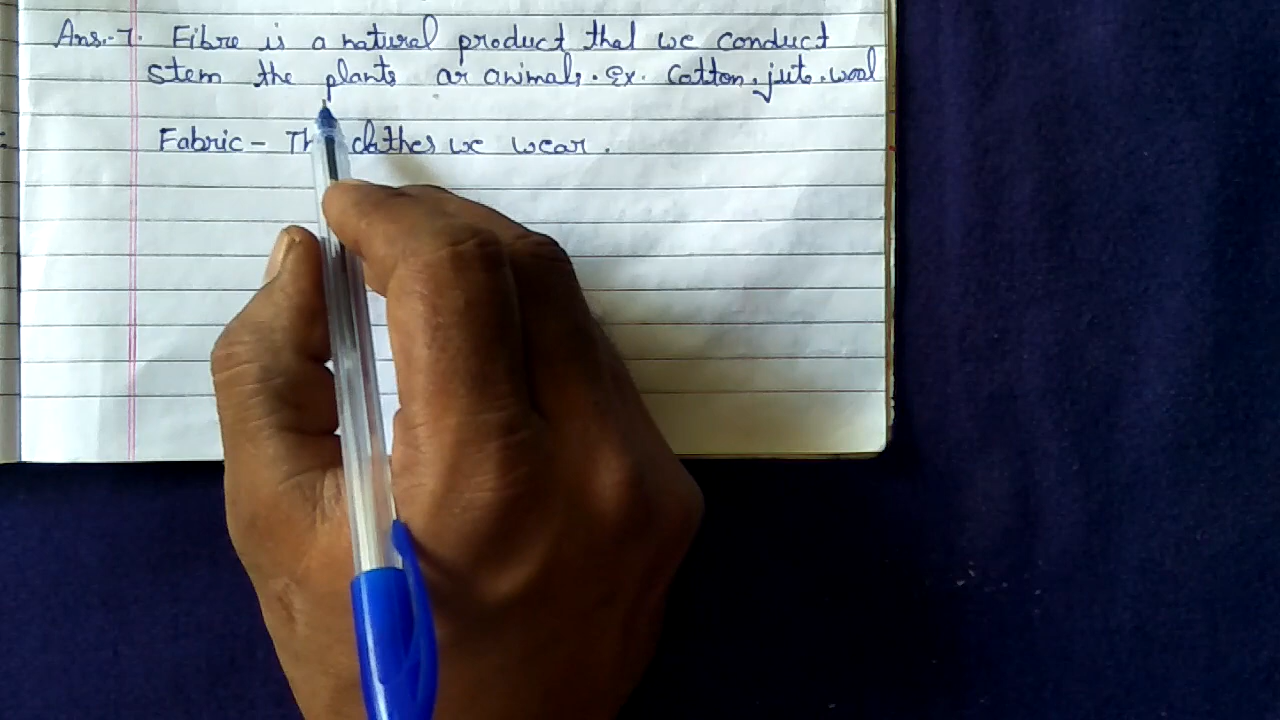 Ans.-7. Fibre is a natural product that we conduct
stem the plants or animals. Ex. Cotton, jute, wool
Fabric - The clothes we wear.